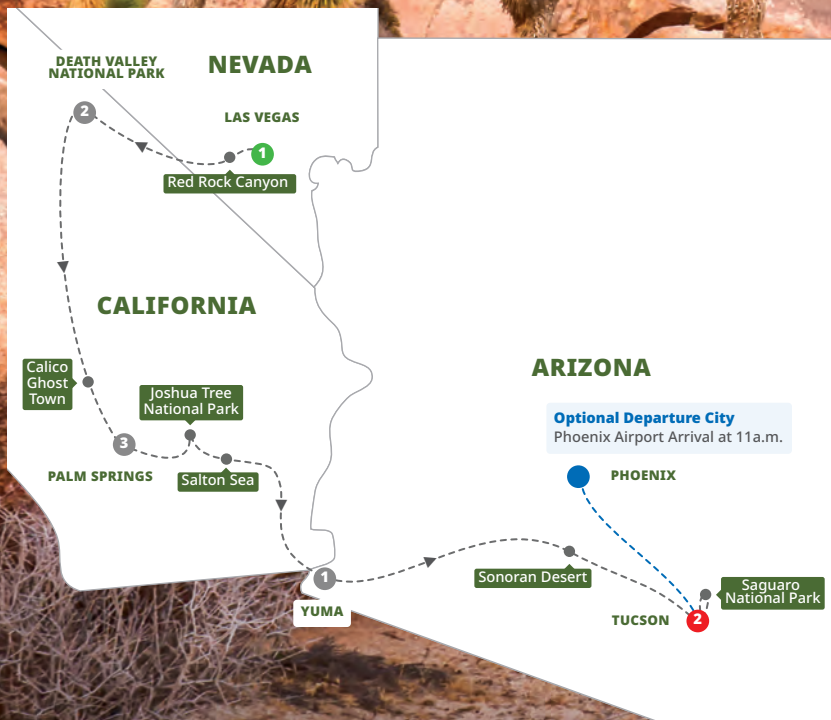 DEATH VALLEY
NATIONAL PARK
NEVADA
LAS VEGAS
2
1
Red Rock Canyon
CALIFORNIA
Calico
Ghost
Town
Joshua Tree
National Park
ARIZONA
Optional Departure City
Phoenix Airport Arrival at 11a.m.
3
PALM SPRINGS
Salton Sea
PHOENIX
1
YUMA
Sonoran Desert
Saguaro
National Park
TUCSON
2